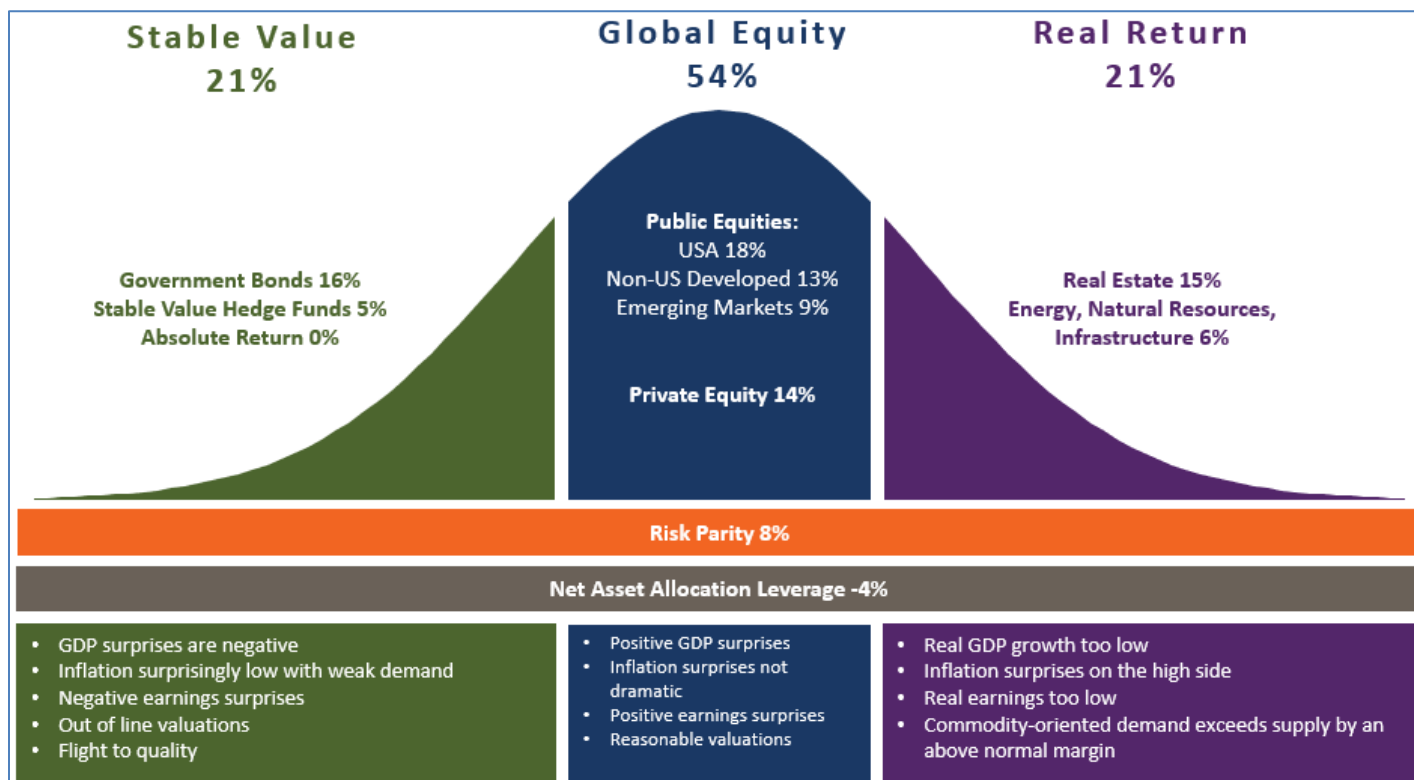 Stable Value
21%
Global Equity
54%
Real Return
21%
Government Bonds 16%
Stable Value Hedge Funds 5%
Absolute Return 0%
Public Equities:
USA 18%
Non-US Developed 13%
Emerging Markets 9%
Private Equity 14%
Real Estate 15%
Energy, Natural Resources,
Infrastructure 6%
Risk Parity 8%
Net Asset Allocation Leverage -4%
• GDP surprises are negative
• Inflation surprisingly low with weak demand
• Negative earnings surprises
• Out of line valuations
• Flight to quality
• Positive GDP surprises
• Inflation surprises not
dramatic
• Positive earnings surprises
• Reasonable valuations
• Real GDP growth too low
• Inflation surprises on the high side
• Real earnings too low
• Commodity-oriented demand exceeds supply by an
above normal margin